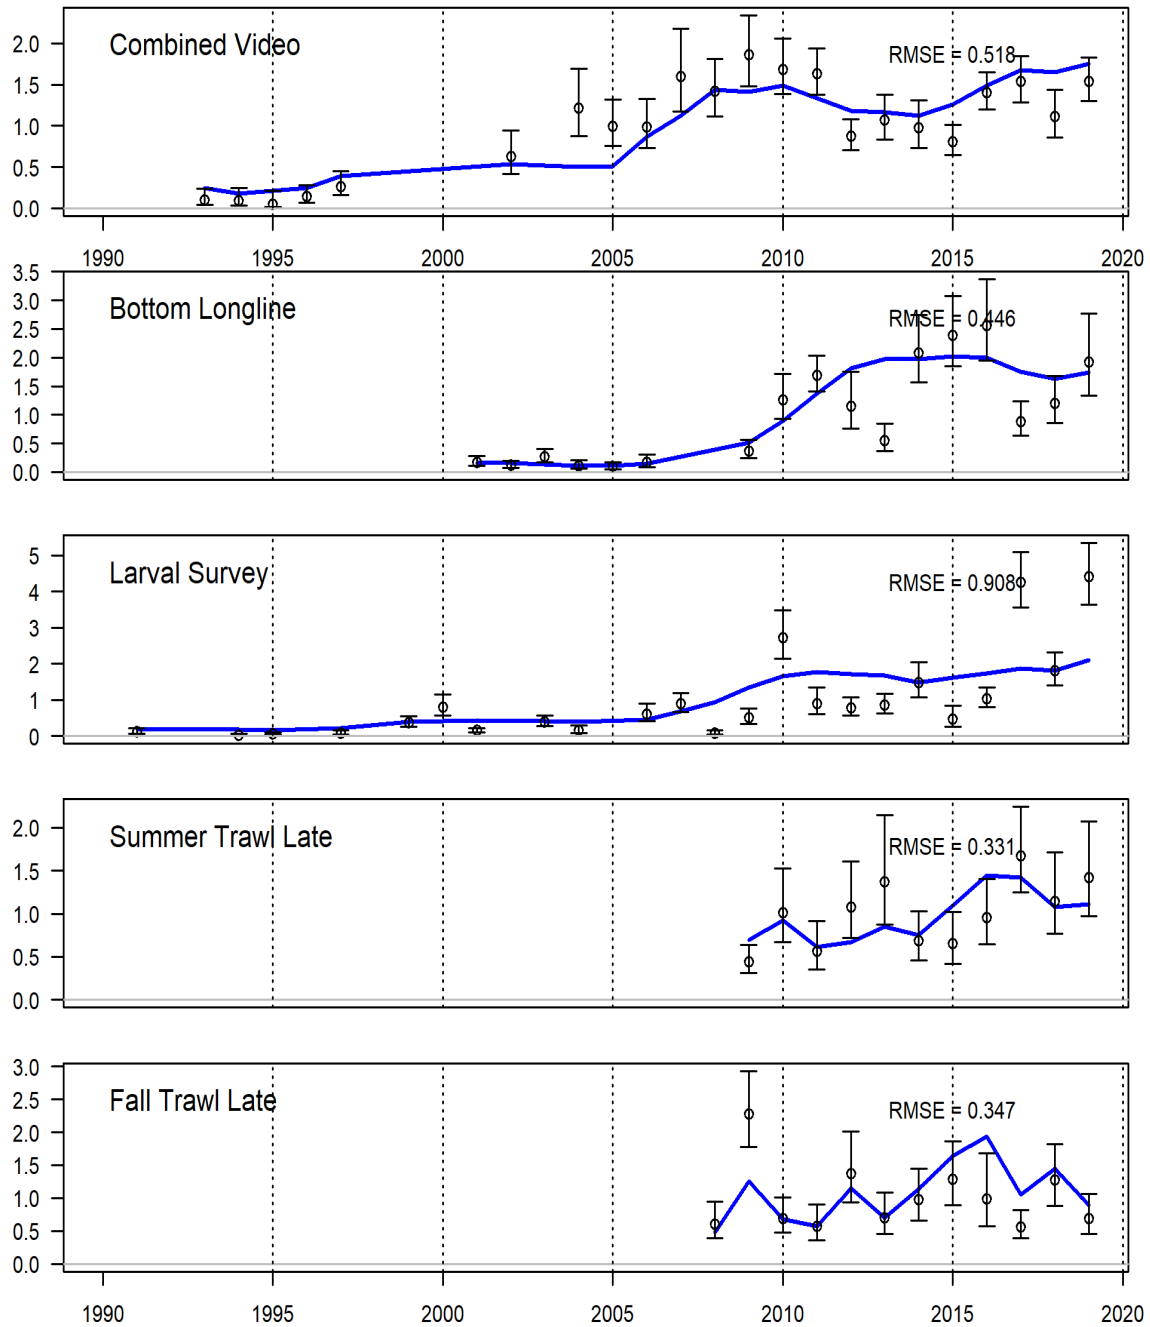 Combined Video
RMSE = 0.518
2.0
1.5
1.0
0.5
0.0
1990 1995 2000 2005 2010 2015 2020
Bottom Longline
RMSE = 0.446
3.5
3.0
2.5
2.0
1.5
1.0
0.5
0.0
Larval Survey
RMSE = 0.908
5
4
3
2
1
0
Summer Trawl Late
RMSE = 0.331
2.0
1.5
1.0
0.5
0.0
Fall Trawl Late
RMSE = 0.347
3.0
2.5
2.0
1.5
1.0
0.5
0.0
1990 1995 2000 2005 2010 2015 2020